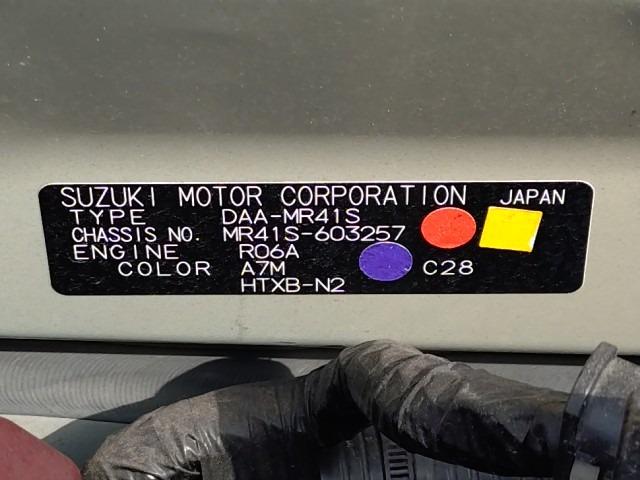 SUZUKI MOTOR CORPORATION JAPAN
TYPE DAA-MR41S
CHASSIS NO. MR41S-603257
ENGINE R06A
COLOR A7M C28
HTXB-N2